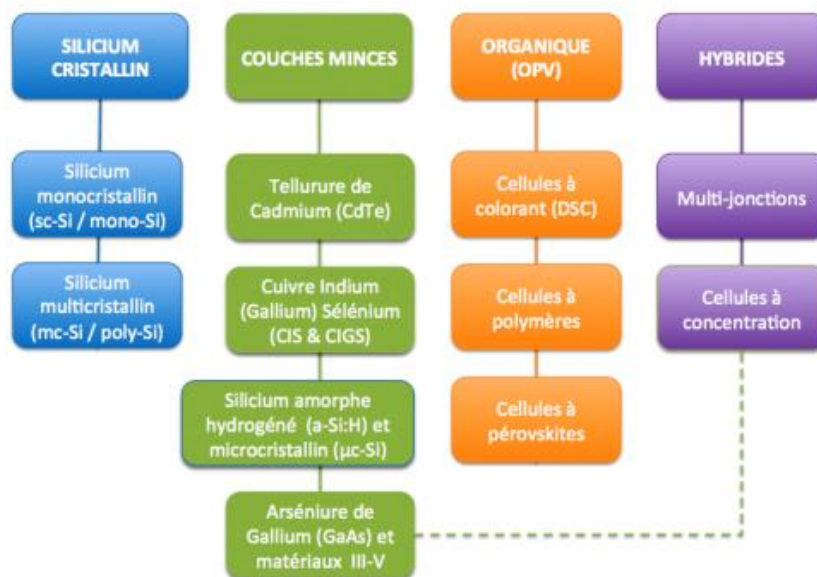 SILICIUM
CRISTALLIN
Silicium
monocristallin
(sc-Si / mono-Si)
Silicium
multicristallin
(mc-Si / poly-Si)
COUCHES MINCES
Tellurure de
Cadmium (CdTe)
Cuivre Indium
(Gallium) Sélénium
(CIS & CIGS)
Silicium amorphe
hydrogéné (a-Si:H) et
microcristallin (μc-Si)
Arséniure de
Gallium (GaAs) et
matériaux III-V
ORGANIQUE
(OPV)
Cellules à
colorant (DSC)
Cellules à
polymères
Cellules à
pérovskites
HYBRIDES
Multi-jonctions
Cellules à
concentration